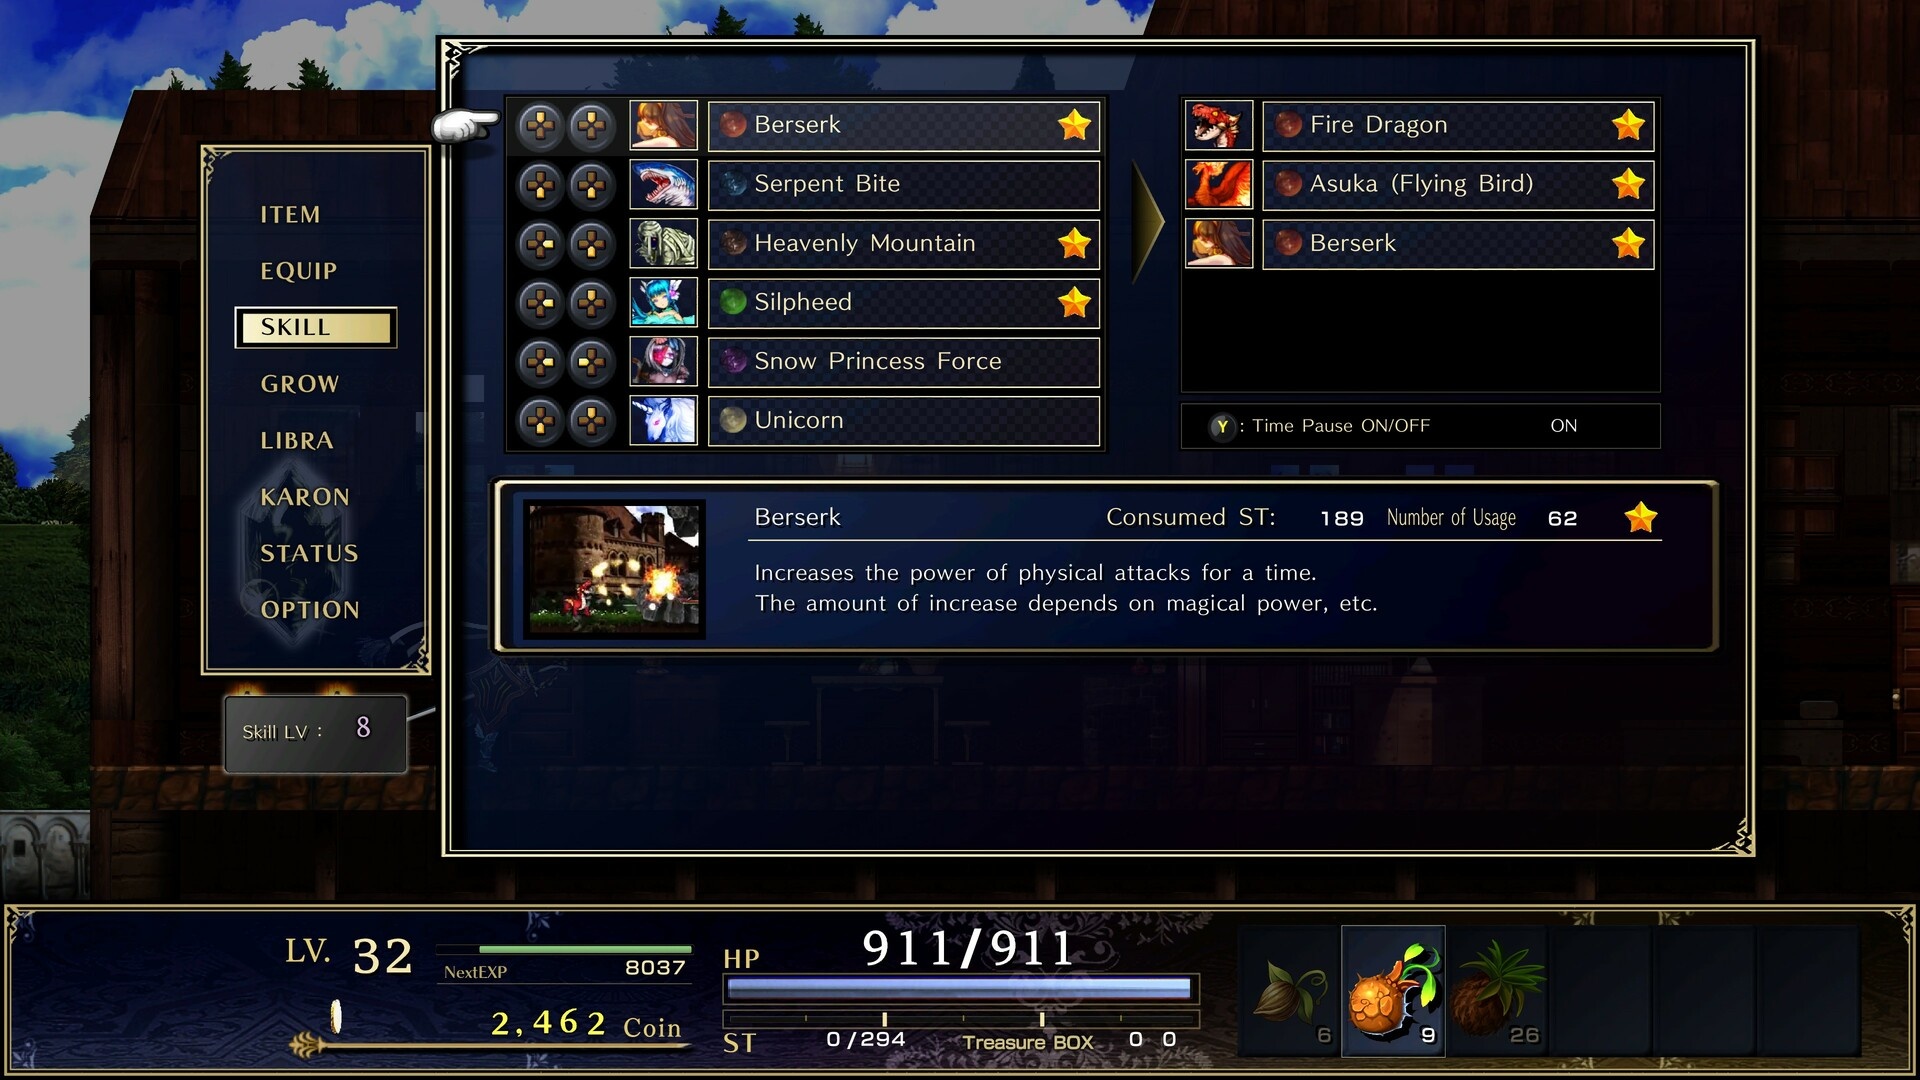 ITEM
EQUIP
SKILL
GROW
LIBRA
KARON
STATUS
OPTION
Skill LV : 8
Berserk
Serpent Bite
Heavenly Mountain
Silpheed
Snow Princess Force
Unicorn
Fire Dragon
Asuka (Flying Bird)
Berserk
Y : Time Pause ON/OFF ON
Berserk Consumed ST: 189 Number of Usage 62
Increases the power of physical attacks for a time.
The amount of increase depends on magical power, etc.
LV. 32
NextEXP 8037
2,462 Coin
HP 911/911
ST 0/294 Treasure BOX 0 0
6
9
26